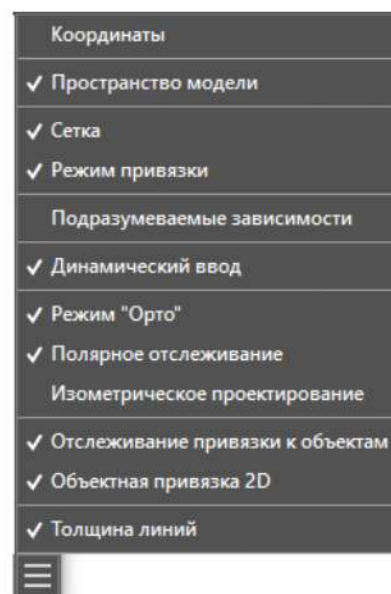 Координаты
Пространство модели
Сетка
Режим привязки
Подразумеваемые зависимости
Динамический ввод
Режим "Орто"
Полярное отслеживание
Изометрическое проектирование
Отслеживание привязки к объектам
Объектная привязка 2D
Толщина линий